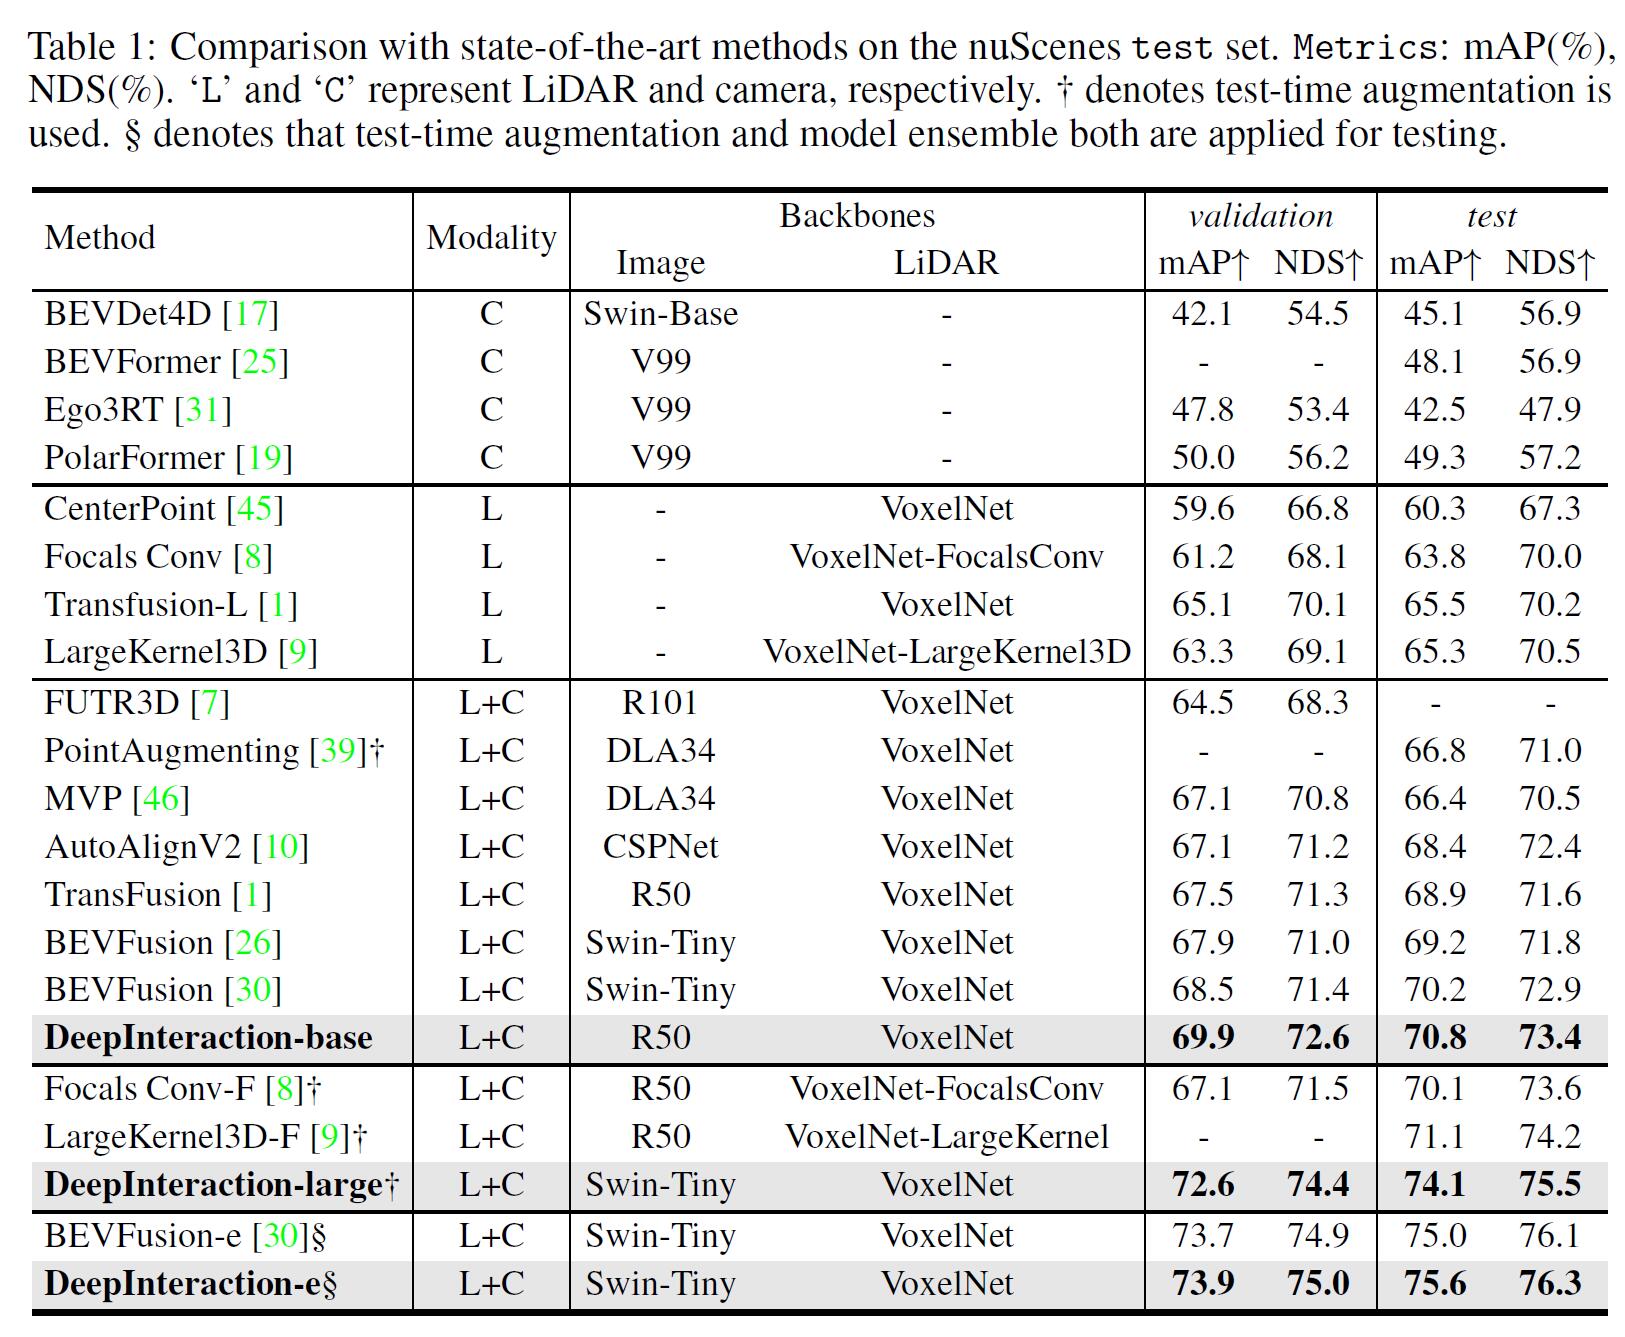 Table 1: Comparison with state-of-the-art methods on the nuScenes test set. Metrics: mAP(%),
NDS(%). ‘L’ and ‘C’ represent LiDAR and camera, respectively. † denotes test-time augmentation is
used. § denotes that test-time augmentation and model ensemble both are applied for testing.
Method Modality Backbones validation test
Image LiDAR mAP↑ NDS↑ mAP↑ NDS↑
BEVDet4D [17] C Swin-Base - 42.1 54.5 45.1 56.9
BEVFormer [25] C V99 - - - 48.1 56.9
Ego3RT [31] C V99 - 47.8 53.4 42.5 47.9
PolarFormer [19] C V99 - 50.0 56.2 49.3 57.2
CenterPoint [45] L - VoxelNet 59.6 66.8 60.3 67.3
Focals Conv [8] L - VoxelNet-FocalsConv 61.2 68.1 63.8 70.0
Transfusion-L [1] L - VoxelNet 65.1 70.1 65.5 70.2
LargeKernel3D [9] L - VoxelNet-LargeKernel3D 63.3 69.1 65.3 70.5
FUTR3D [7] L+C R101 VoxelNet 64.5 68.3 - -
PointAugmenting [39]† L+C DLA34 VoxelNet - - 66.8 71.0
MVP [46] L+C DLA34 VoxelNet 67.1 70.8 66.4 70.5
AutoAlignV2 [10] L+C CSPNet VoxelNet 67.1 71.2 68.4 72.4
TransFusion [1] L+C R50 VoxelNet 67.5 71.3 68.9 71.6
BEVFusion [26] L+C Swin-Tiny VoxelNet 67.9 71.0 69.2 71.8
BEVFusion [30] L+C Swin-Tiny VoxelNet 68.5 71.4 70.2 72.9
DeepInteraction-base L+C R50 VoxelNet 69.9 72.6 70.8 73.4
Focals Conv-F [8]† L+C R50 VoxelNet-FocalsConv 67.1 71.5 70.1 73.6
LargeKernel3D-F [9]† L+C R50 VoxelNet-LargeKernel - - 71.1 74.2
DeepInteraction-large† L+C Swin-Tiny VoxelNet 72.6 74.4 74.1 75.5
BEVFusion-e [30]§ L+C Swin-Tiny VoxelNet 73.7 74.9 75.0 76.1
DeepInteraction-e§ L+C Swin-Tiny VoxelNet 73.9 75.0 75.6 76.3